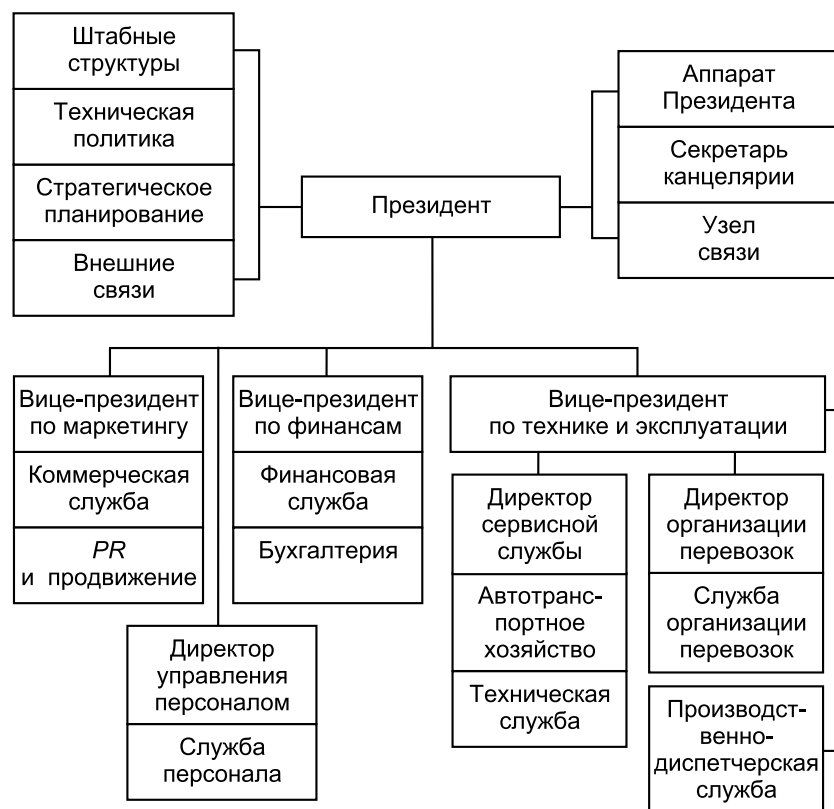 Штабные
структуры
Техническая
политика
Стратегическое
планирование
Внешние
связи
Президент
Аппарат
Президента
Секретарь
канцелярии
Узел
связи
Вице-президент
по маркетингу
Коммерческая
служба
PR
и продвижение
Директор
управления
персоналом
Служба
персонала
Вице-президент
по финансам
Финансовая
служба
Бухгалтерия
Вице-президент
по технике и эксплуатации
Директор
сервисной
службы
Автотранс-
портное
хозяйство
Техническая
служба
Директор
организации
перевозок
Служба
организации
перевозок
Производст-
венно-
диспетчерская
служба